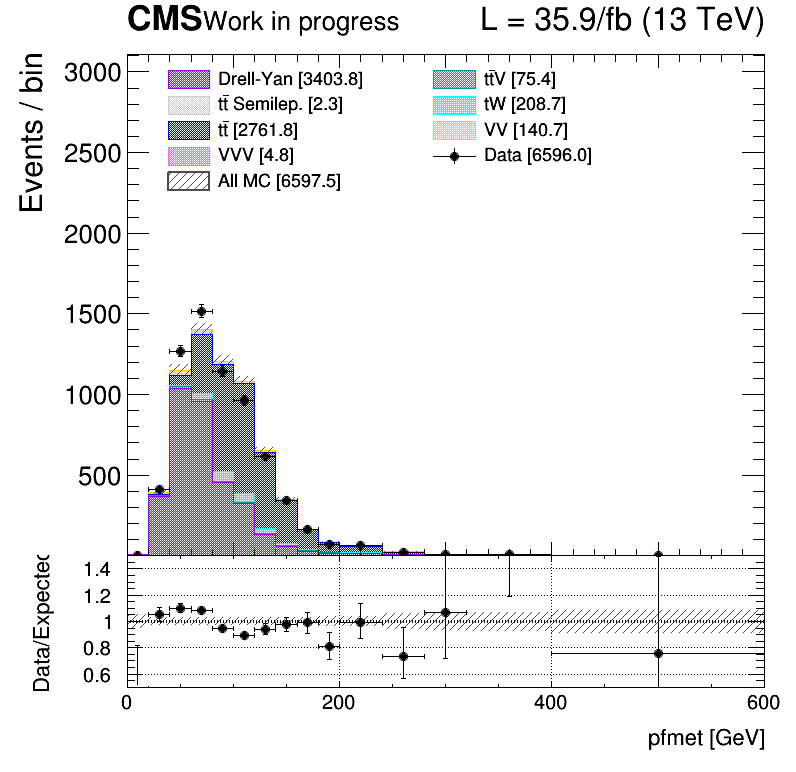 CMS Work in progress L = 35.9/fb (13 TeV)
Events / bin
3000
2500
2000
1500
1000
500
Drell-Yan [3403.8]
tt̄ Semilep. [2.3]
tt̄ [2761.8]
VVV [4.8]
All MC [6597.5]
tt̄V [75.4]
tW [208.7]
VV [140.7]
Data [6596.0]
Data/Expected
1.4
1.2
1
0.8
0.6
0 200 400 600
pfmet [GeV]